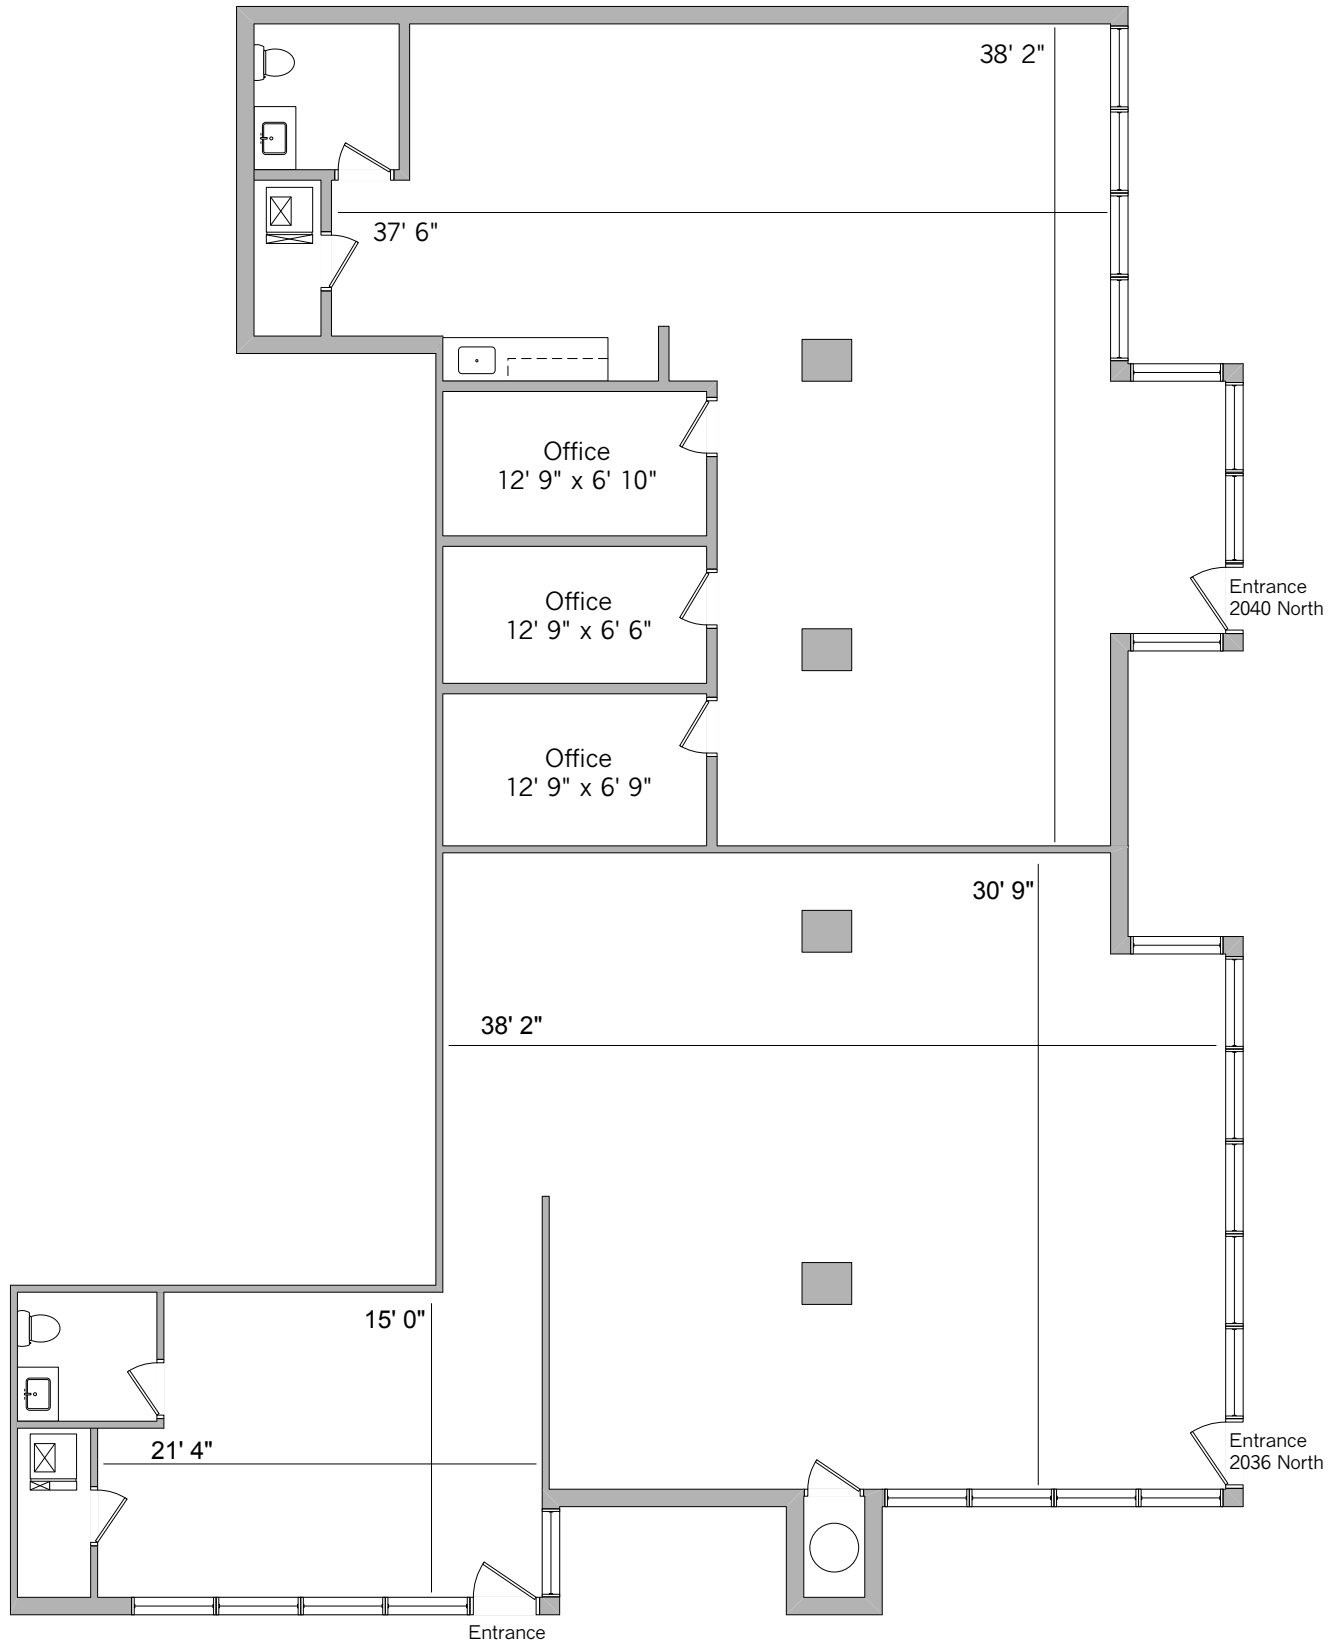 38' 2"
37' 6"
Office
12' 9" x 6' 10"
Office
12' 9" x 6' 6"
Entrance
2040 North
Office
12' 9" x 6' 9"
30' 9"
38' 2"
15' 0"
21' 4"
Entrance
2036 North
Entrance